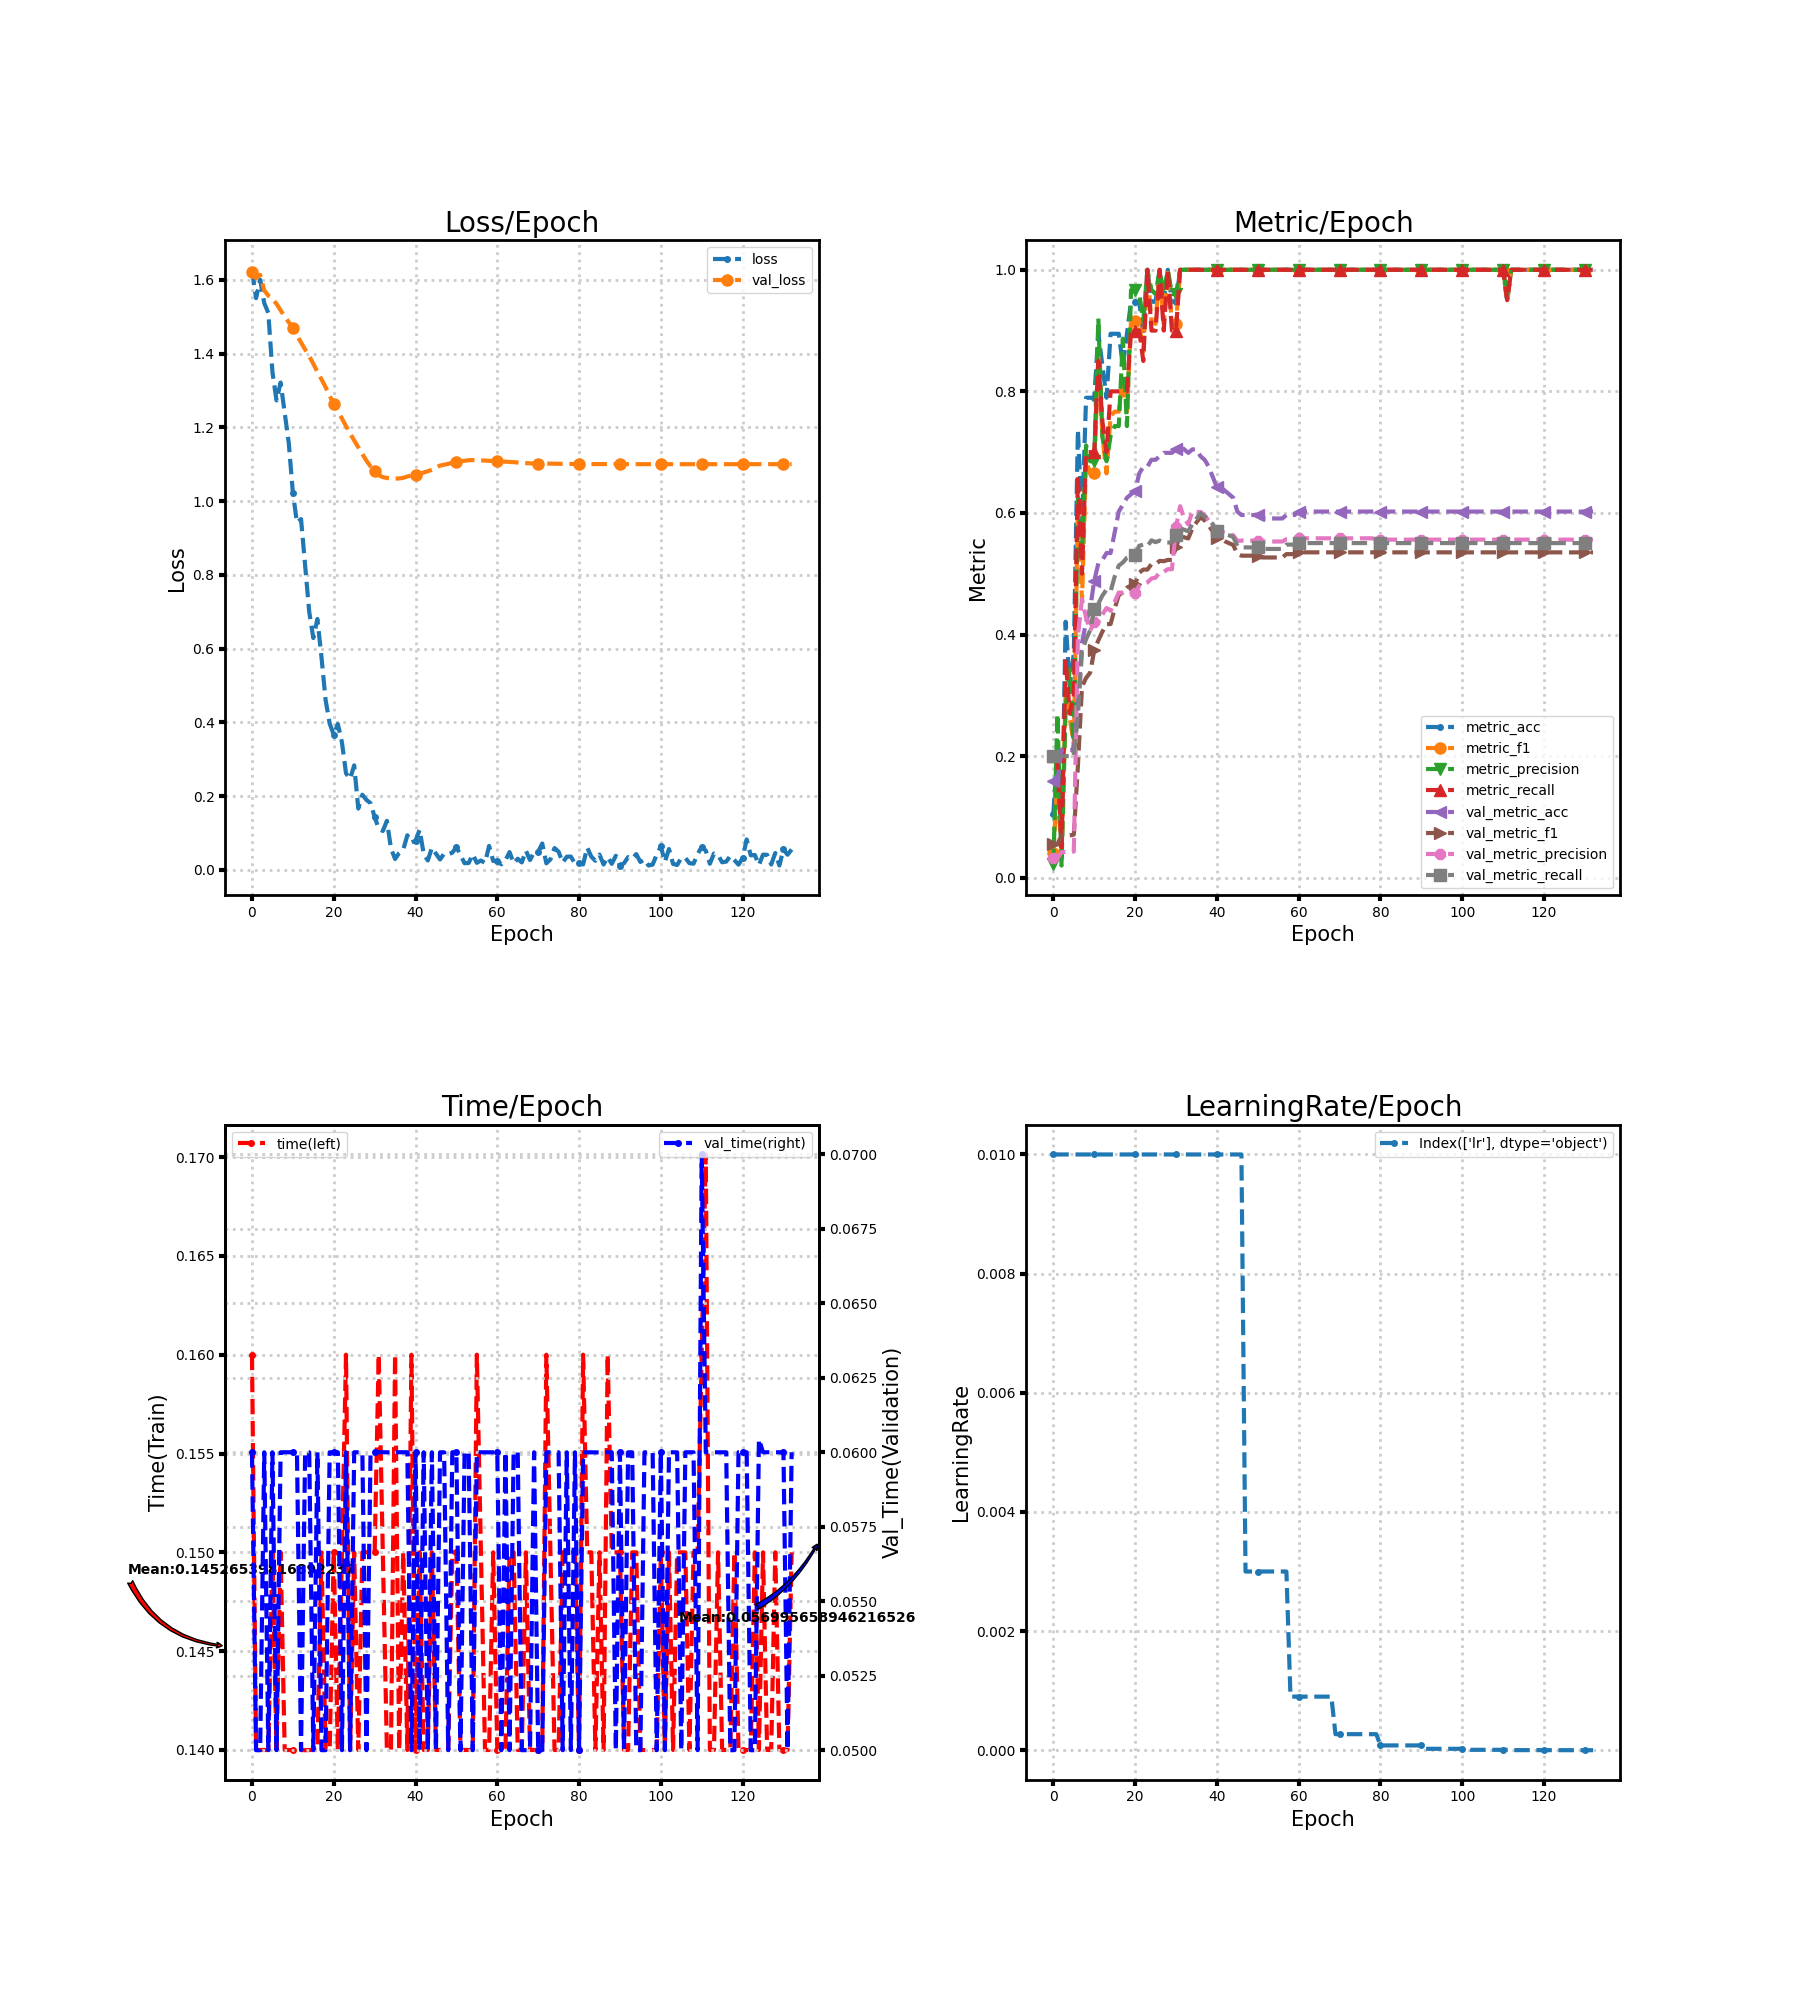 Loss/Epoch
loss
val_loss
1.6
1.4
1.2
1.0
0.8
0.6
0.4
0.2
0.0
Loss
0
20
40
60
80
100
120
Epoch
Metric/Epoch
1.0
0.8
0.6
0.4
0.2
0.0
Metric
metric_acc
metric_f1
metric_precision
metric_recall
val_metric_acc
val_metric_f1
val_metric_precision
val_metric_recall
0
20
40
60
80
100
120
Epoch
Time/Epoch
time(left)
val_time(right)
0.170
0.165
0.160
0.155
0.150
0.145
0.140
Time(Train)
0.0700
0.0675
0.0650
0.0625
0.0600
0.0575
0.0550
0.0525
0.0500
Val_Time(Validation)
Mean:0.056995658946216526
0
20
40
60
80
100
120
Epoch
LearningRate/Epoch
Index(['lr'], dtype='object')
0.010
0.008
0.006
0.004
0.002
0.000
LearningRate
0
20
40
60
80
100
120
Epoch